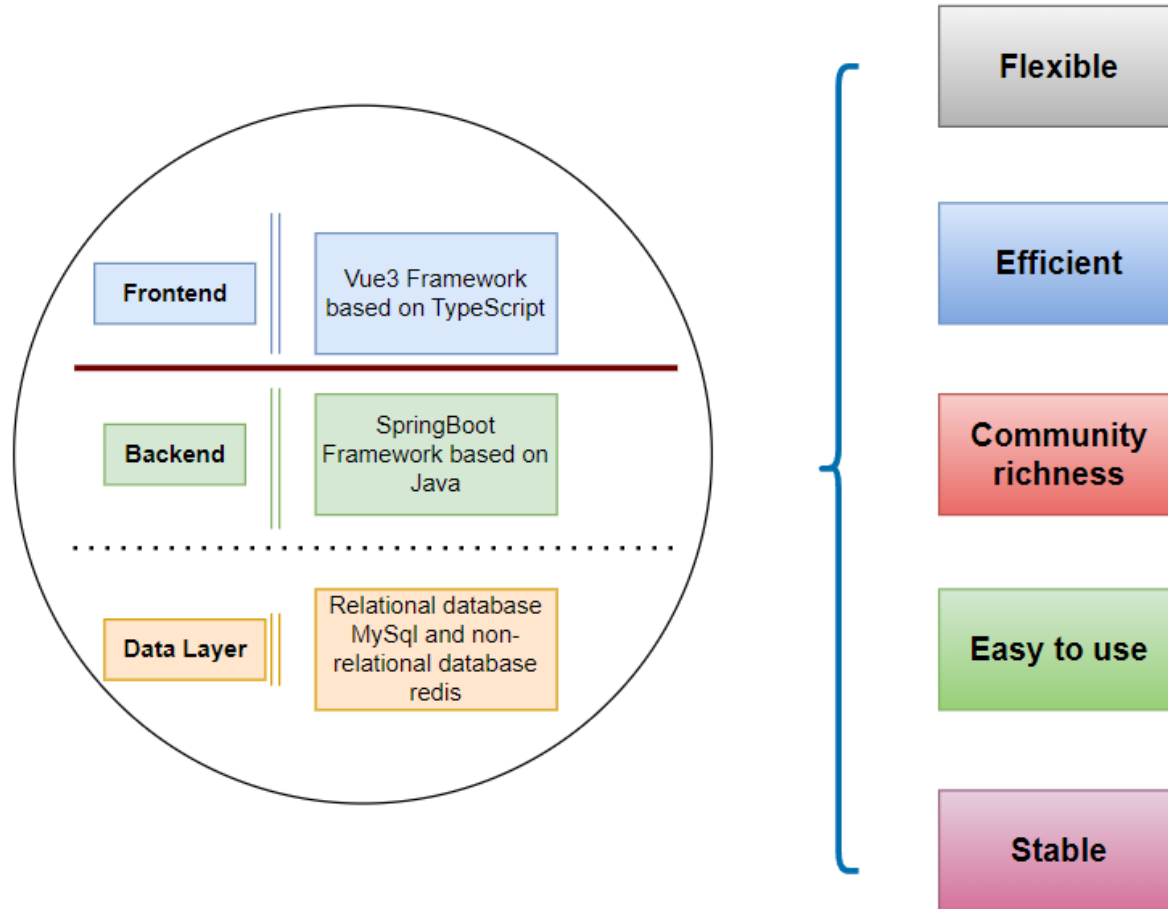 Frontend
Vue3 Framework
based on TypeScript
Backend
SpringBoot
Framework based on
Java
Data Layer
Relational database
MySql and non-
relational database
redis
Flexible
Efficient
Community
richness
Easy to use
Stable